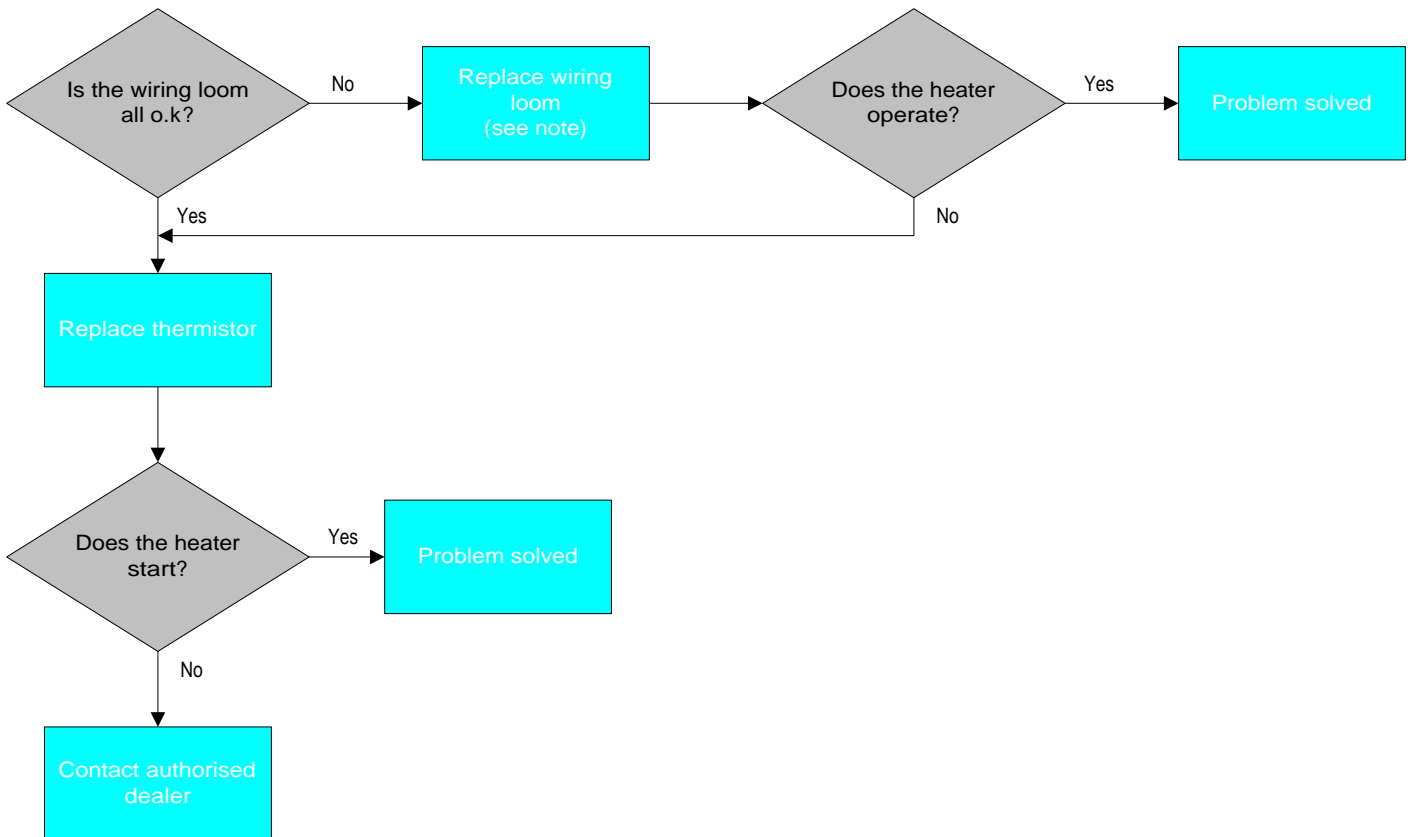 Is the wiring loom
all o.k?
No
Replace wiring
loom
(see note)
Does the heater
operate?
Yes
Problem solved
Yes
No
Replace thermistor
Does the heater
start?
Yes
Problem solved
No
Contact authorised
dealer